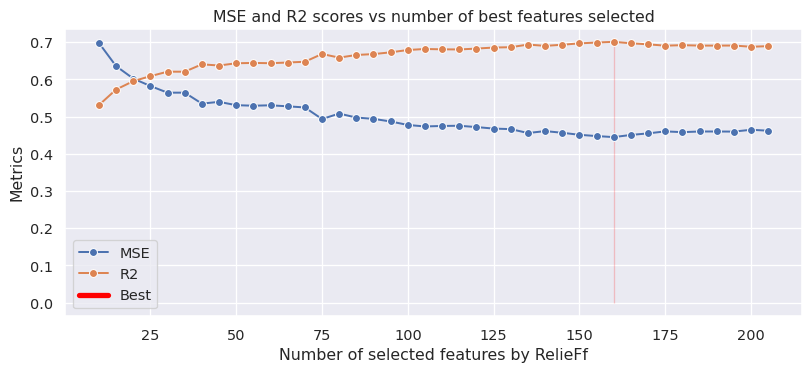 MSE and R2 scores vs number of best features selected
Metrics
0.7
0.6
0.5
0.4
0.3
0.2
0.1
0.0
MSE
R2
Best
25 50 75 100 125 150 175 200
Number of selected features by RelieFf